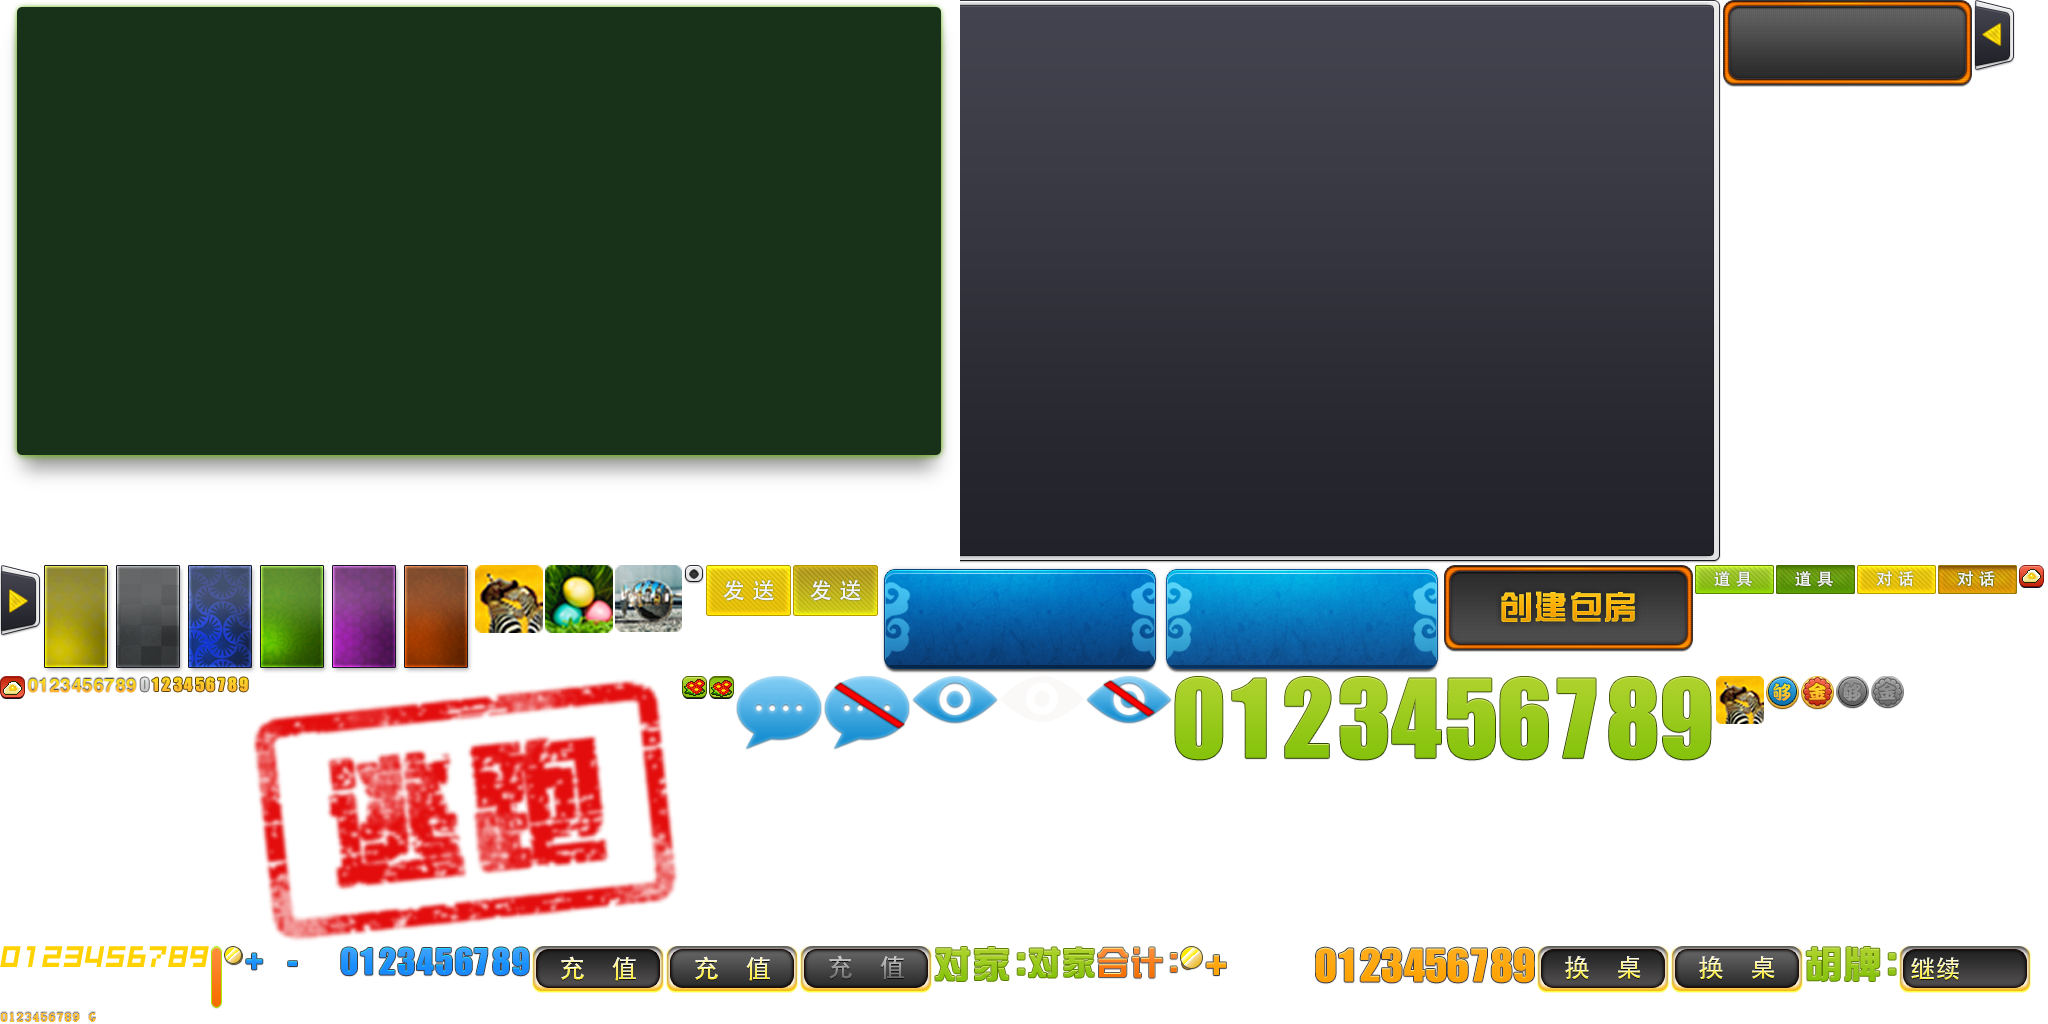 发 送
发 送
创建包房
道 具
道 具
对 话
对 话
0123456789
0123456789
逃跑
0123456789
够
金
够
金
0123456789
+ -
0123456789
充 值
充 值
充 值
对家:
对家
合计:
+
0123456789
换 桌
换 桌
胡牌:
继续
0123456789 G